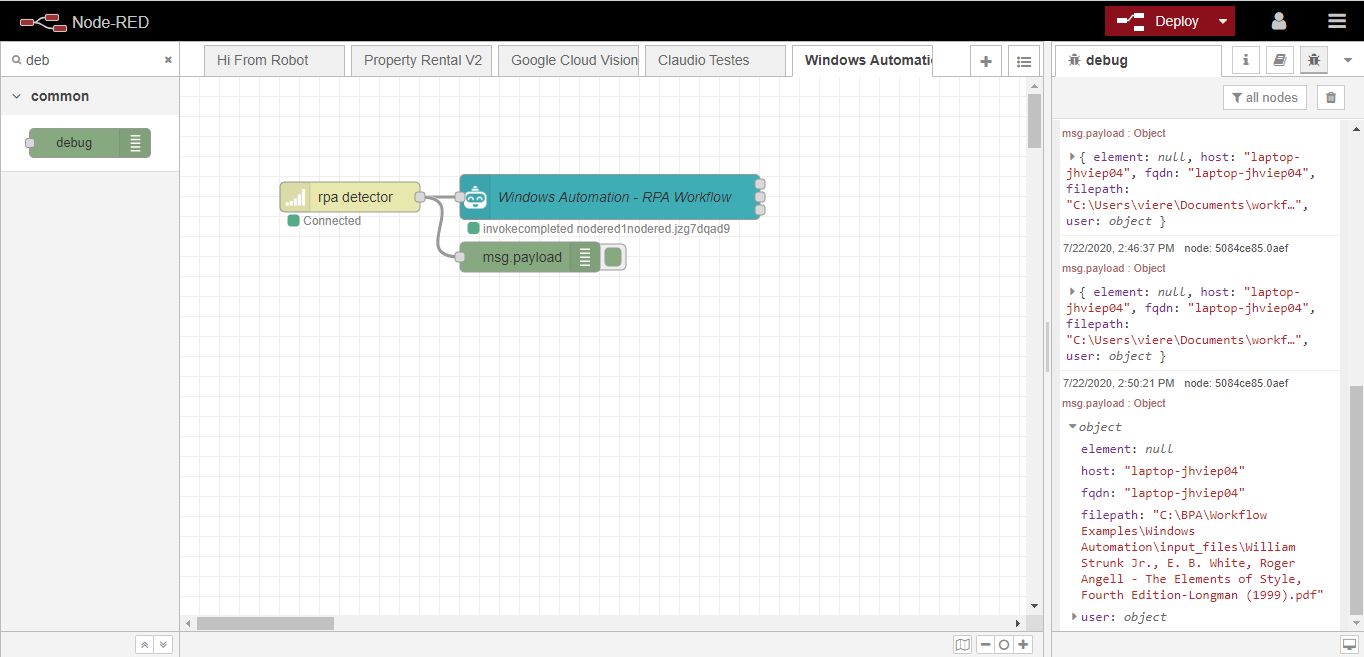 Node-RED
Deploy
deb
common
debug
Hi From Robot
Property Rental V2
Google Cloud Vision
Claudio Testes
Windows Automati
rpa detector
Connected
Windows Automation - RPA Workflow
invokecompleted nodered1nodered.jzg7dqad9
msg.payload
debug
all nodes
msg.payload : Object
{ element: null, host: "laptop-
jhviep04", fqdn: "laptop-jhviep04",
filepath:
"C:\Users\viere\Documents\workf…",
user: object }
7/22/2020, 2:46:37 PM node: 5084ce85.0aef
msg.payload : Object
{ element: null, host: "laptop-
jhviep04", fqdn: "laptop-jhviep04",
filepath:
"C:\Users\viere\Documents\workf…",
user: object }
7/22/2020, 2:50:21 PM node: 5084ce85.0aef
msg.payload : Object
object
element: null
host: "laptop-jhviep04"
fqdn: "laptop-jhviep04"
filepath: "C:\BPA\Workflow
Examples\Windows
Automation\input_files\William
Strunk Jr., E. B. White, Roger
Angell - The Elements of Style,
Fourth Edition-Longman (1999).pdf"
user: object